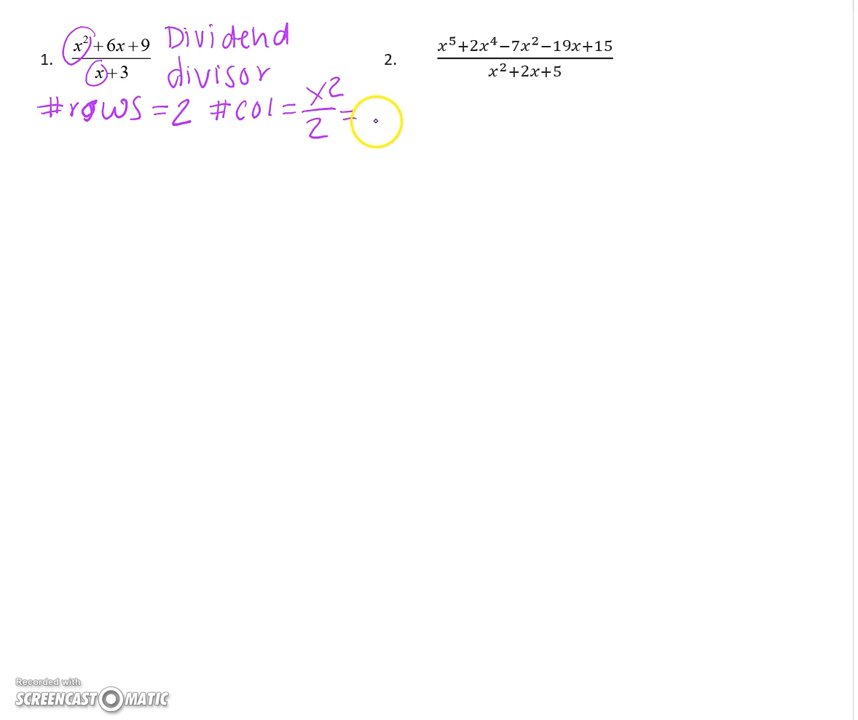 1. x²+6x+9 Dividend
x+3 divisor
#rows = 2 #col = x2/2 =
2. x⁵+2x⁴−7x²−19x+15
x²+2x+5
Recorded with
SCREENCAST-O-MATIC